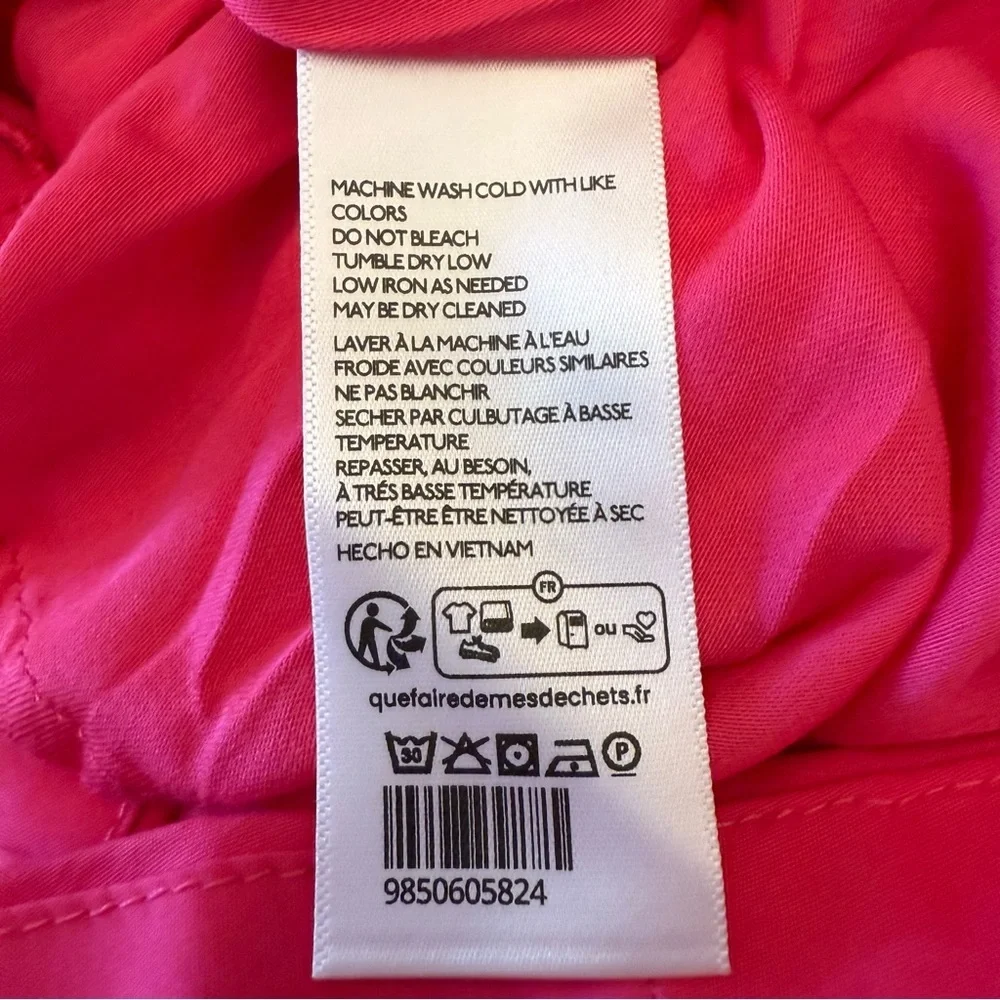 MACHINE WASH COLD WITH LIKE
COLORS
DO NOT BLEACH
TUMBLE DRY LOW
LOW IRON AS NEEDED
MAY BE DRY CLEANED
LAVER À LA MACHINE À L'EAU
FROIDE AVEC COULEURS SIMILAIRES
NE PAS BLANCHIR
SECHER PAR CULBUTAGE À BASSE
TEMPERATURE
REPASSER, AU BESOIN,
À TRÉS BASSE TEMPÉRATURE
PEUT-ÊTRE ÊTRE NETTOYÉE À SEC
HECHO EN VIETNAM
FR
ou
quefairedemesdechets.fr
30 P
9850605824